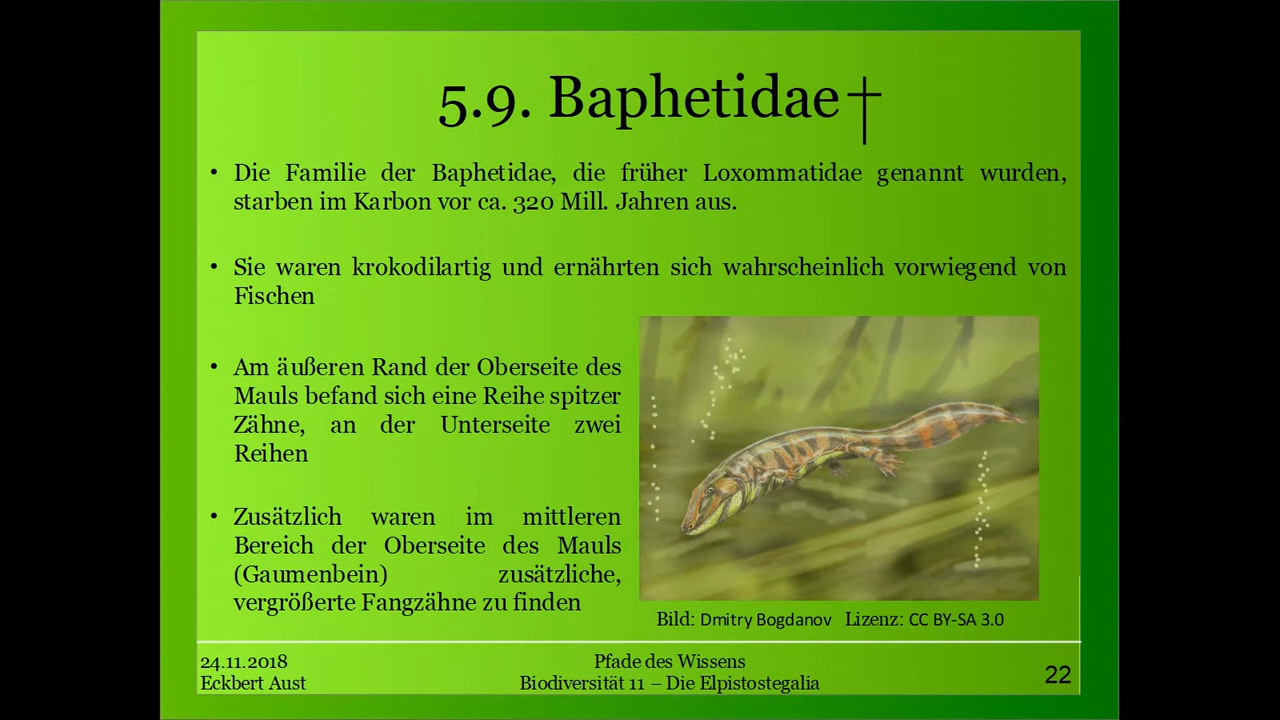 5.9. Baphetidae†
• Die Familie der Baphetidae, die früher Loxommatidae genannt wurden,
starben im Karbon vor ca. 320 Mill. Jahren aus.
• Sie waren krokodilartig und ernährten sich wahrscheinlich vorwiegend von
Fischen
• Am äußeren Rand der Oberseite des
Mauls befand sich eine Reihe spitzer
Zähne, an der Unterseite zwei
Reihen
• Zusätzlich waren im mittleren
Bereich der Oberseite des Mauls
(Gaumenbein) zusätzliche,
vergrößerte Fangzähne zu finden
Bild: Dmitry Bogdanov Lizenz: CC BY-SA 3.0
24.11.2018
Eckbert Aust
Pfade des Wissens
Biodiversität 11 – Die Elpistostegalia
22